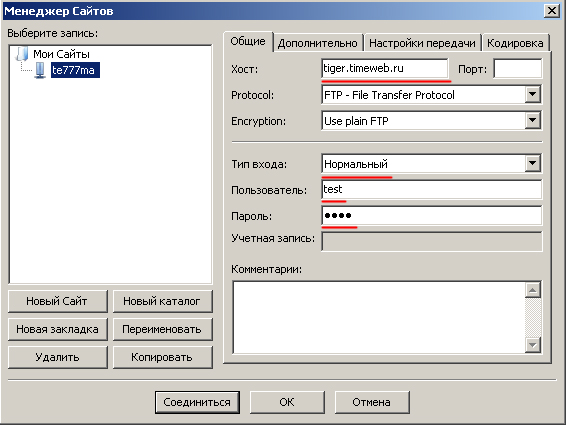 Менеджер Сайтов
Выберите запись:
Мои Сайты
te777ma
Новый Сайт Новый каталог
Новая закладка Переименовать
Удалить Копировать
Общие Дополнительно Настройки передачи Кодировка
Хост: tiger.timeweb.ru Порт:
Protocol: FTP - File Transfer Protocol
Encryption: Use plain FTP
Тип входа: Нормальный
Пользователь: test
Пароль: ●●●●
Учетная запись:
Комментарии:
Соединиться OK Отмена